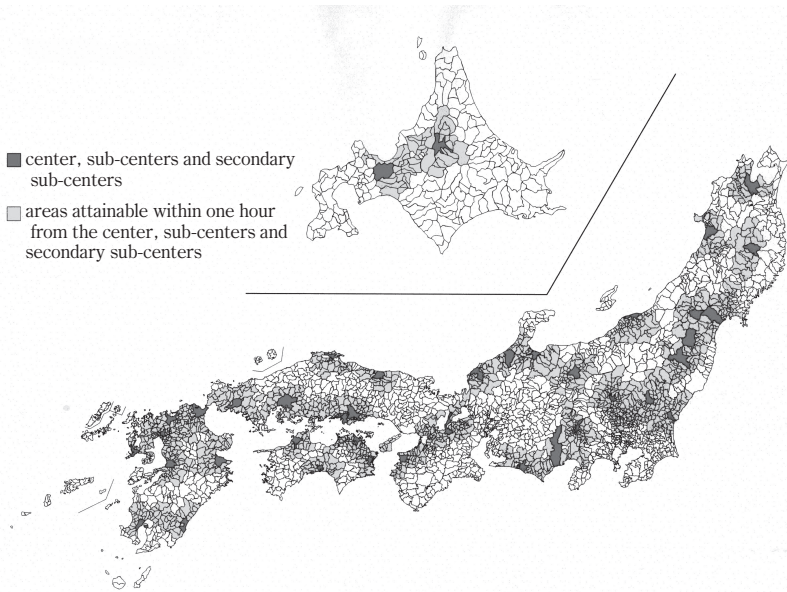 center, sub-centers and secondary
sub-centers
areas attainable within one hour
from the center, sub-centers and
secondary sub-centers